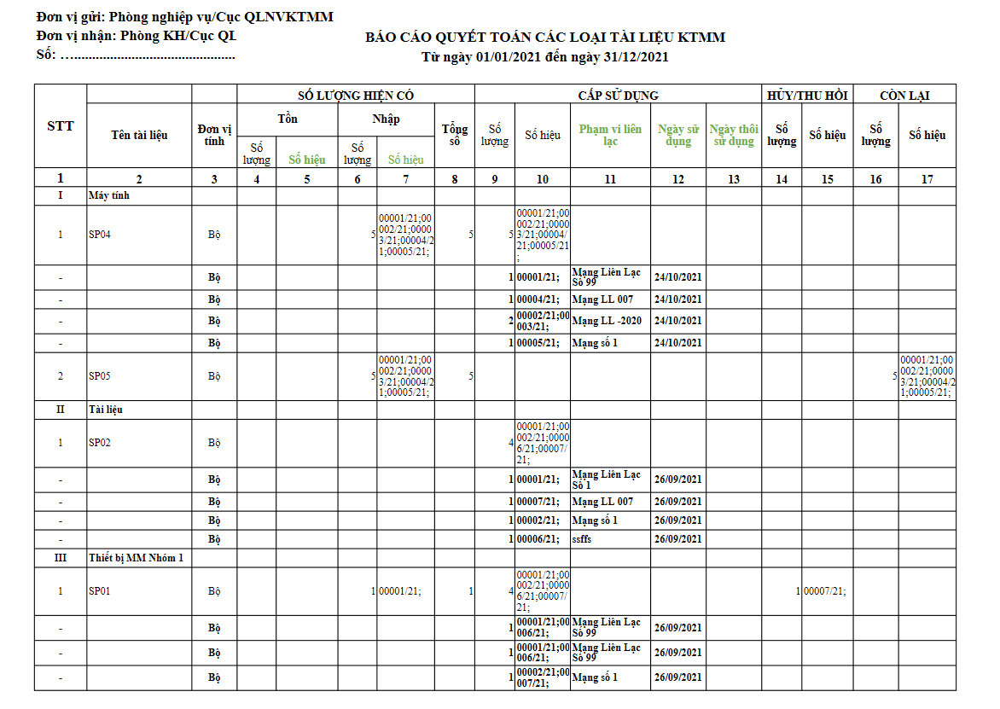 Đơn vị gửi: Phòng nghiệp vụ/Cục QLNVKTMM
Đơn vị nhận: Phòng KH/Cục QL
Số: ….............................................
BÁO CÁO QUYẾT TOÁN CÁC LOẠI TÀI LIỆU KTMM
Từ ngày 01/01/2021 đến ngày 31/12/2021
STT Tên tài liệu Đơn vị tính SỐ LƯỢNG HIỆN CÓ CẤP SỬ DỤNG HỦY/THU HỒI CÒN LẠI
Tồn Nhập Tổng số Số lượng Số hiệu Phạm vi liên lạc Ngày sử dụng Ngày thôi sử dụng Số lượng Số hiệu Số lượng Số hiệu
Số lượng Số hiệu Số lượng Số hiệu
1 2 3 4 5 6 7 8 9 10 11 12 13 14 15 16 17
I Máy tính
1 SP04 Bộ 5 00001/21;00002/21;00003/21;00004/21;00005/21; 5 5 00001/21;00002/21;00003/21;00004/21;00005/21;
- Bộ 1 00001/21; Mạng Liên Lạc Số 99 24/10/2021
- Bộ 1 00004/21; Mạng LL 007 24/10/2021
- Bộ 2 00002/21;00003/21; Mạng LL -2020 24/10/2021
- Bộ 1 00005/21; Mạng số 1 24/10/2021
2 SP05 Bộ 5 00001/21;00002/21;00003/21;00004/21;00005/21; 5 5 00001/21;00002/21;00003/21;00004/21;00005/21;
II Tài liệu
1 SP02 Bộ 4 00001/21;00002/21;00006/21;00007/21;
- Bộ 1 00001/21; Mạng Liên Lạc Số 1 26/09/2021
- Bộ 1 00007/21; Mạng LL 007 26/09/2021
- Bộ 1 00002/21; Mạng số 1 26/09/2021
- Bộ 1 00006/21; ssffs 26/09/2021
III Thiết bị MM Nhóm 1
1 SP01 Bộ 1 00001/21; 1 4 00001/21;00002/21;00006/21;00007/21; 1 00007/21;
- Bộ 1 00001/21;00006/21; Mạng Liên Lạc Số 99 26/09/2021
- Bộ 1 00001/21;00006/21; Mạng Liên Lạc Số 99 26/09/2021
- Bộ 1 00002/21;00007/21; Mạng số 1 26/09/2021